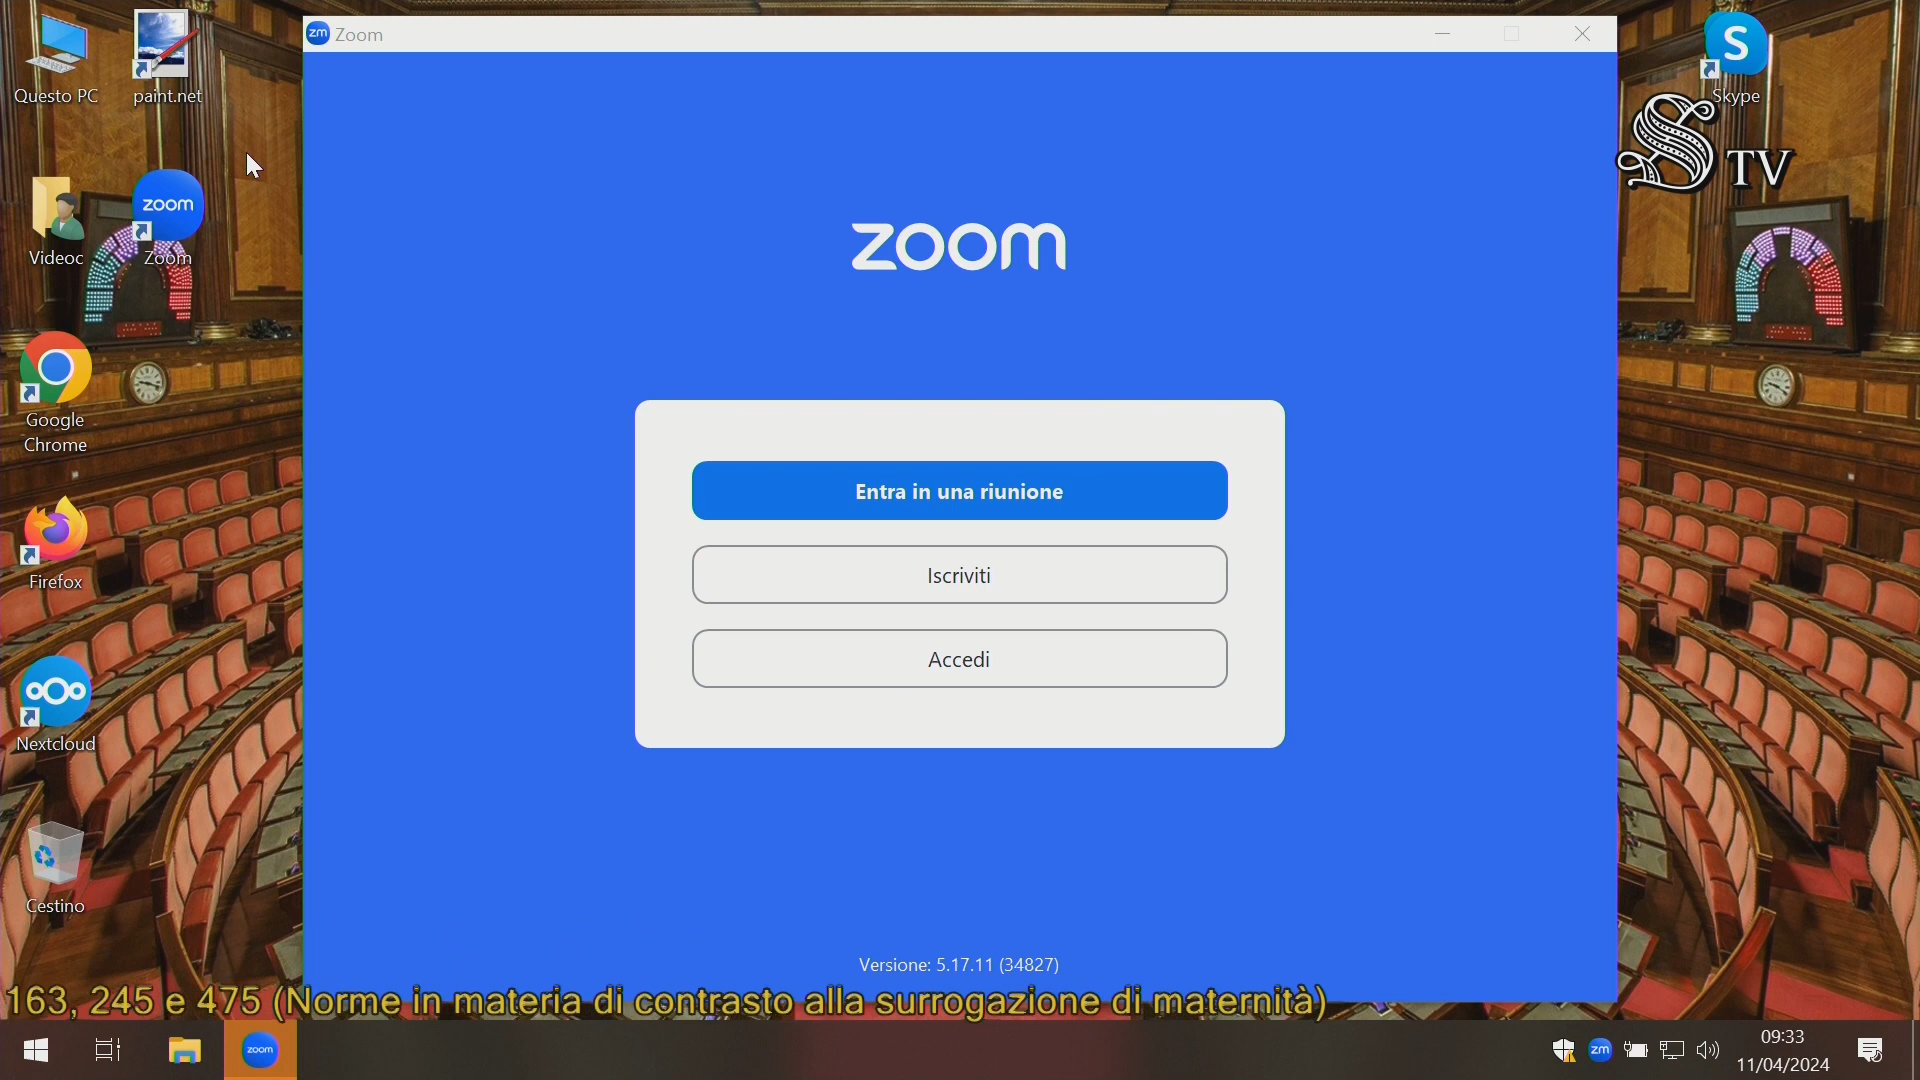 zm Zoom
Questo PC
paint.net
Skype
S TV
zoom
Videoc
Zoom
zoom
Google
Chrome
Entra in una riunione
Firefox
Iscriviti
Accedi
Nextcloud
Cestino
Versione: 5.17.11 (34827)
163, 245 e 475 (Norme in materia di contrasto alla surrogazione di maternità)
zoom
zm
09:33
11/04/2024